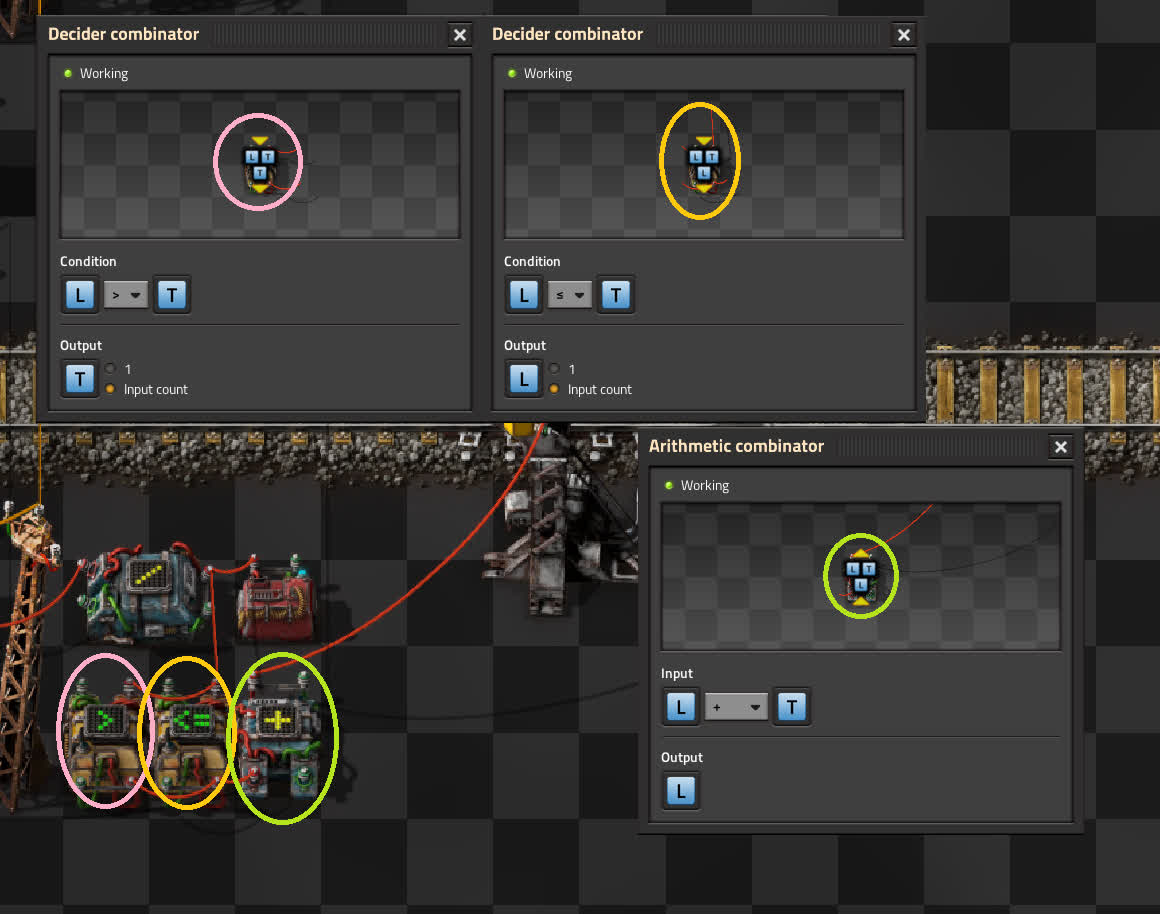 Decider combinator
Working
L T
T
Condition
L > T
Output
T 1
Input count
Decider combinator
Working
L T
L
Condition
L ≤ T
Output
L 1
Input count
> <= +
Arithmetic combinator
Working
L T
L
Input
L + T
Output
L